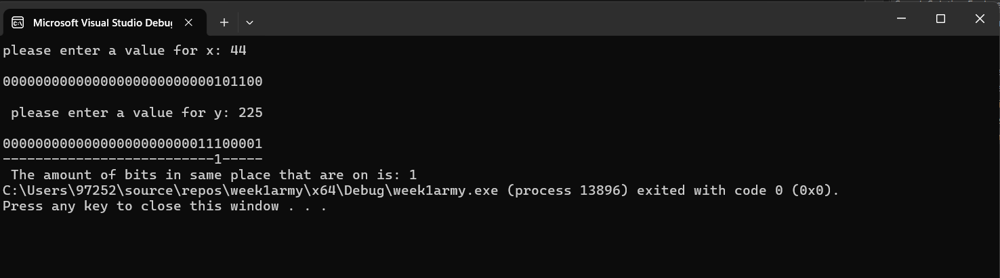 Microsoft Visual Studio Debug
please enter a value for x: 44
00000000000000000000000000101100
please enter a value for y: 225
00000000000000000000000011100001
--------------------------1-----
The amount of bits in same place that are on is: 1
C:\Users\97252\source\repos\week1army\x64\Debug\week1army.exe (process 13896) exited with code 0 (0x0).
Press any key to close this window . . .